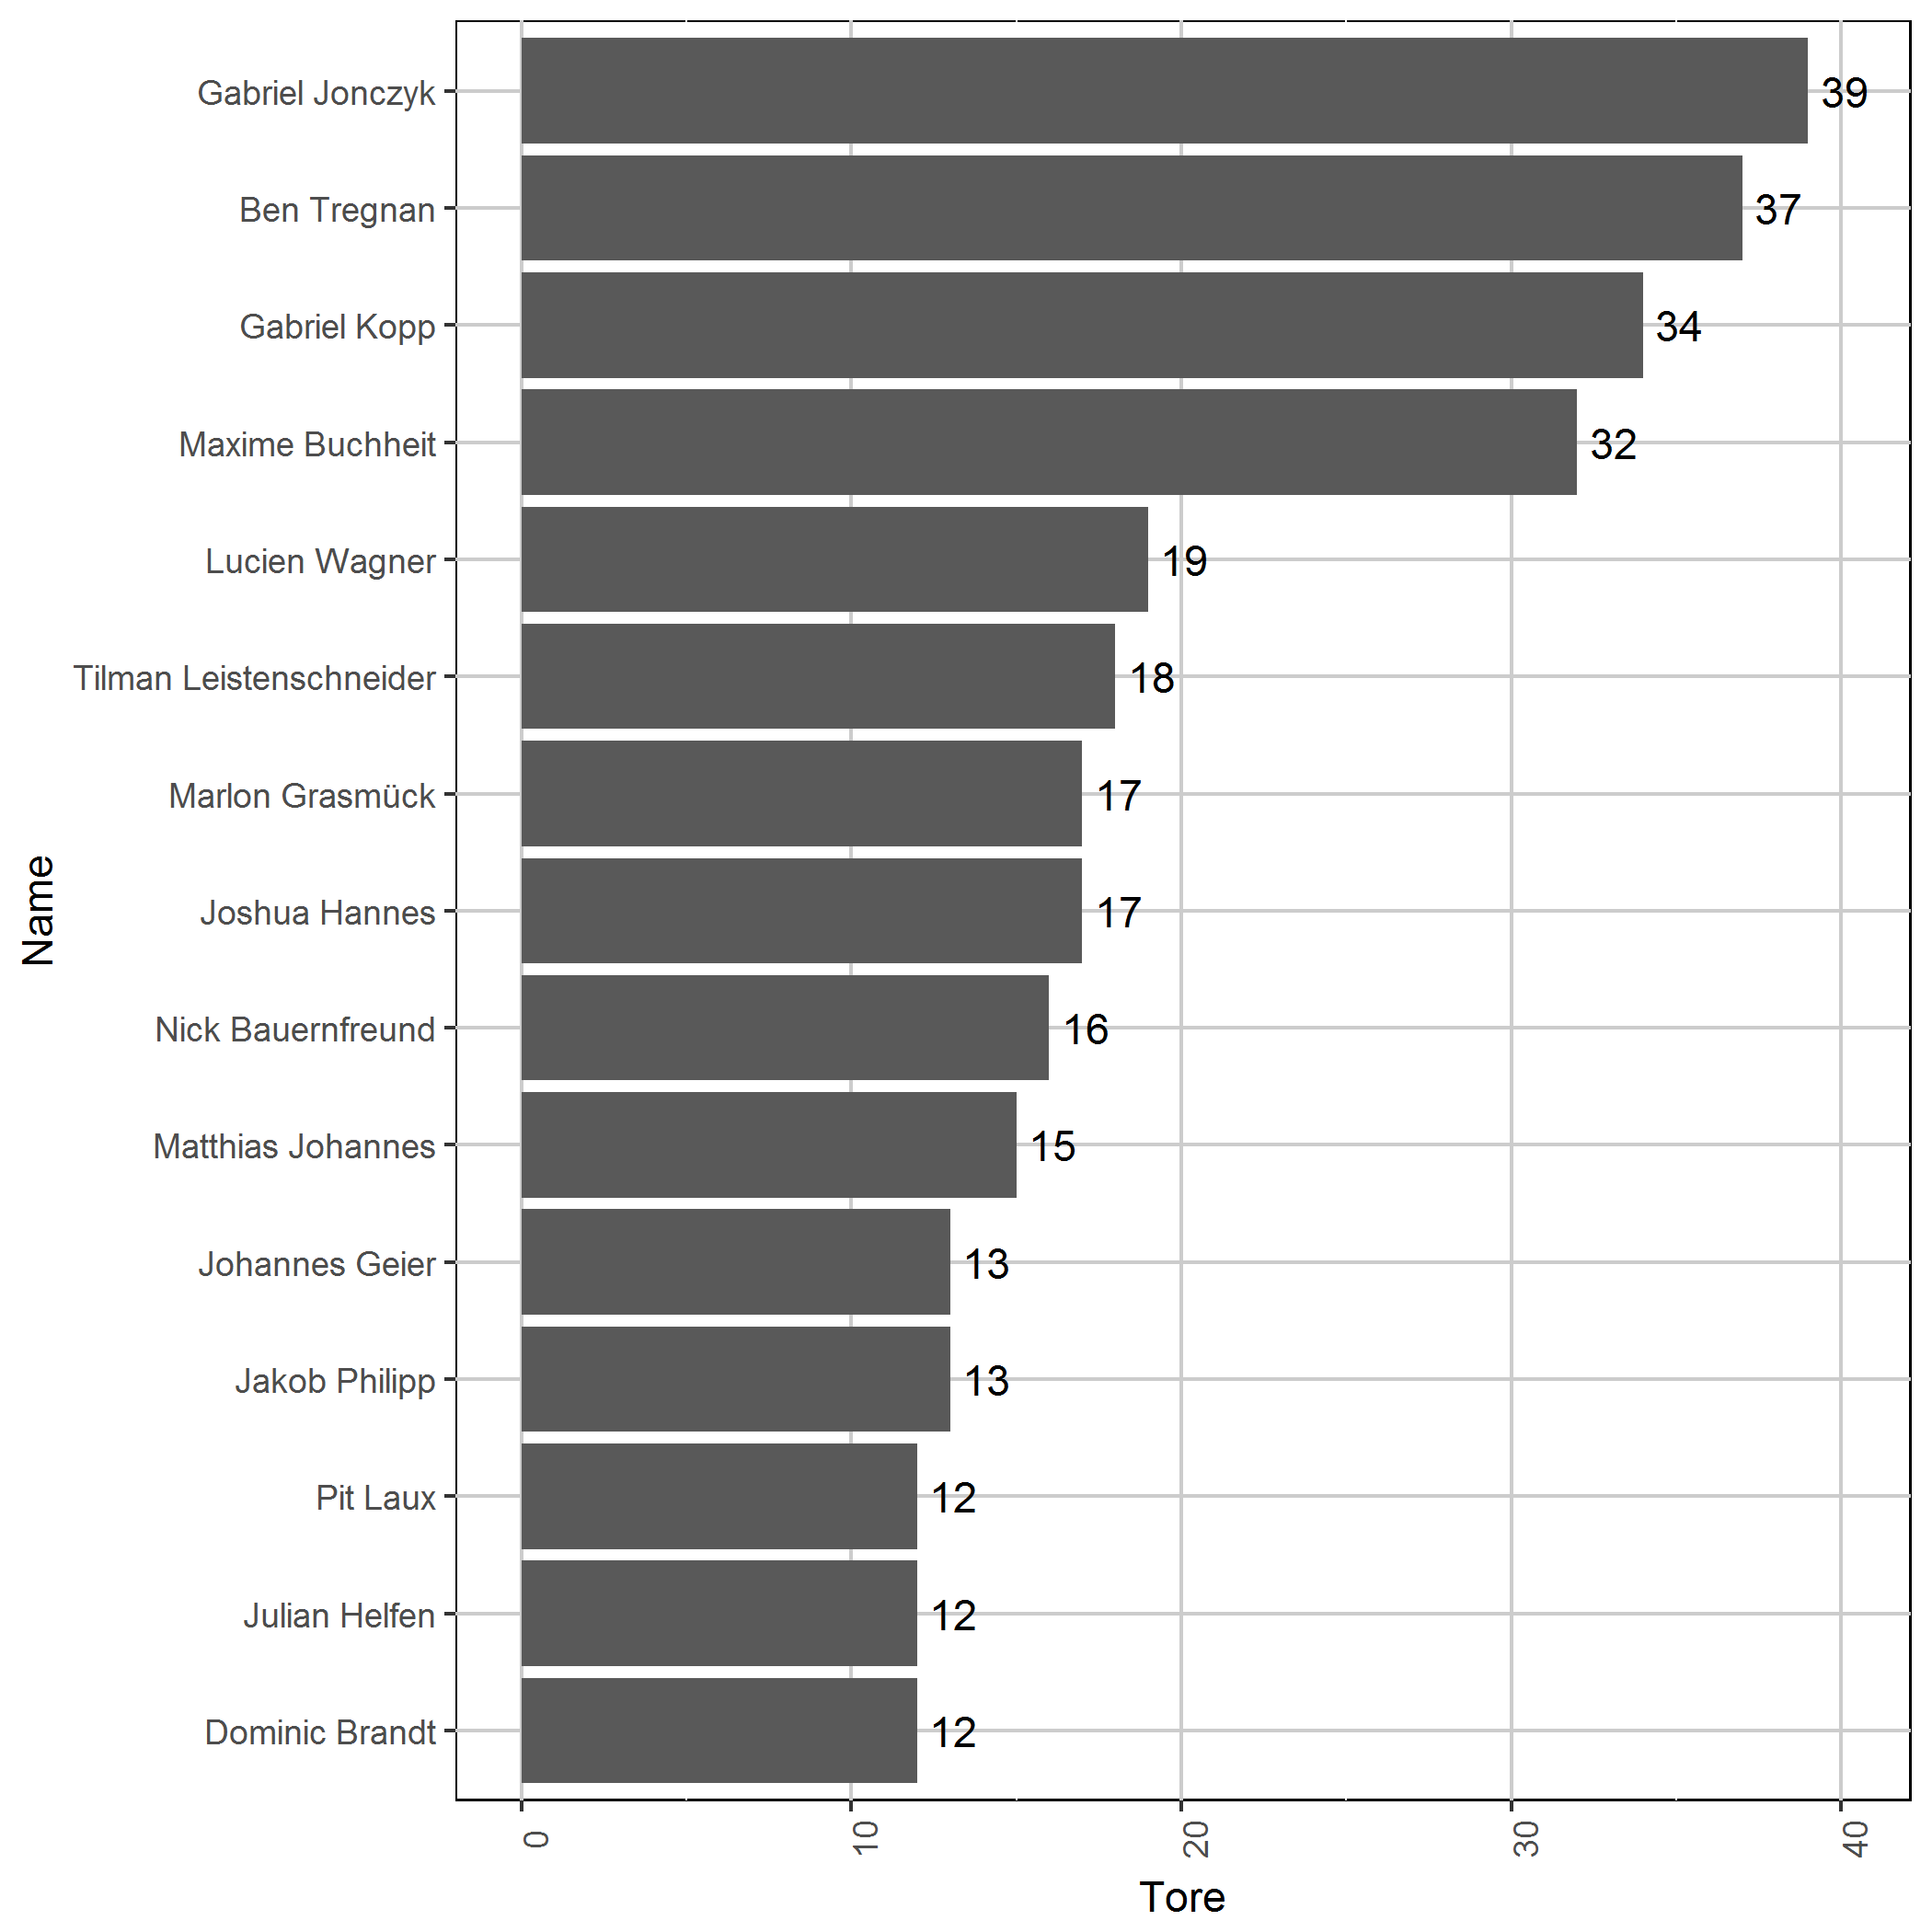 Name
Gabriel Jonczyk 39
Ben Tregnan 37
Gabriel Kopp 34
Maxime Buchheit 32
Lucien Wagner 19
Tilman Leistenschneider 18
Marlon Grasmück 17
Joshua Hannes 17
Nick Bauernfreund 16
Matthias Johannes 15
Johannes Geier 13
Jakob Philipp 13
Pit Laux 12
Julian Helfen 12
Dominic Brandt 12
0 10 20 30 40
Tore